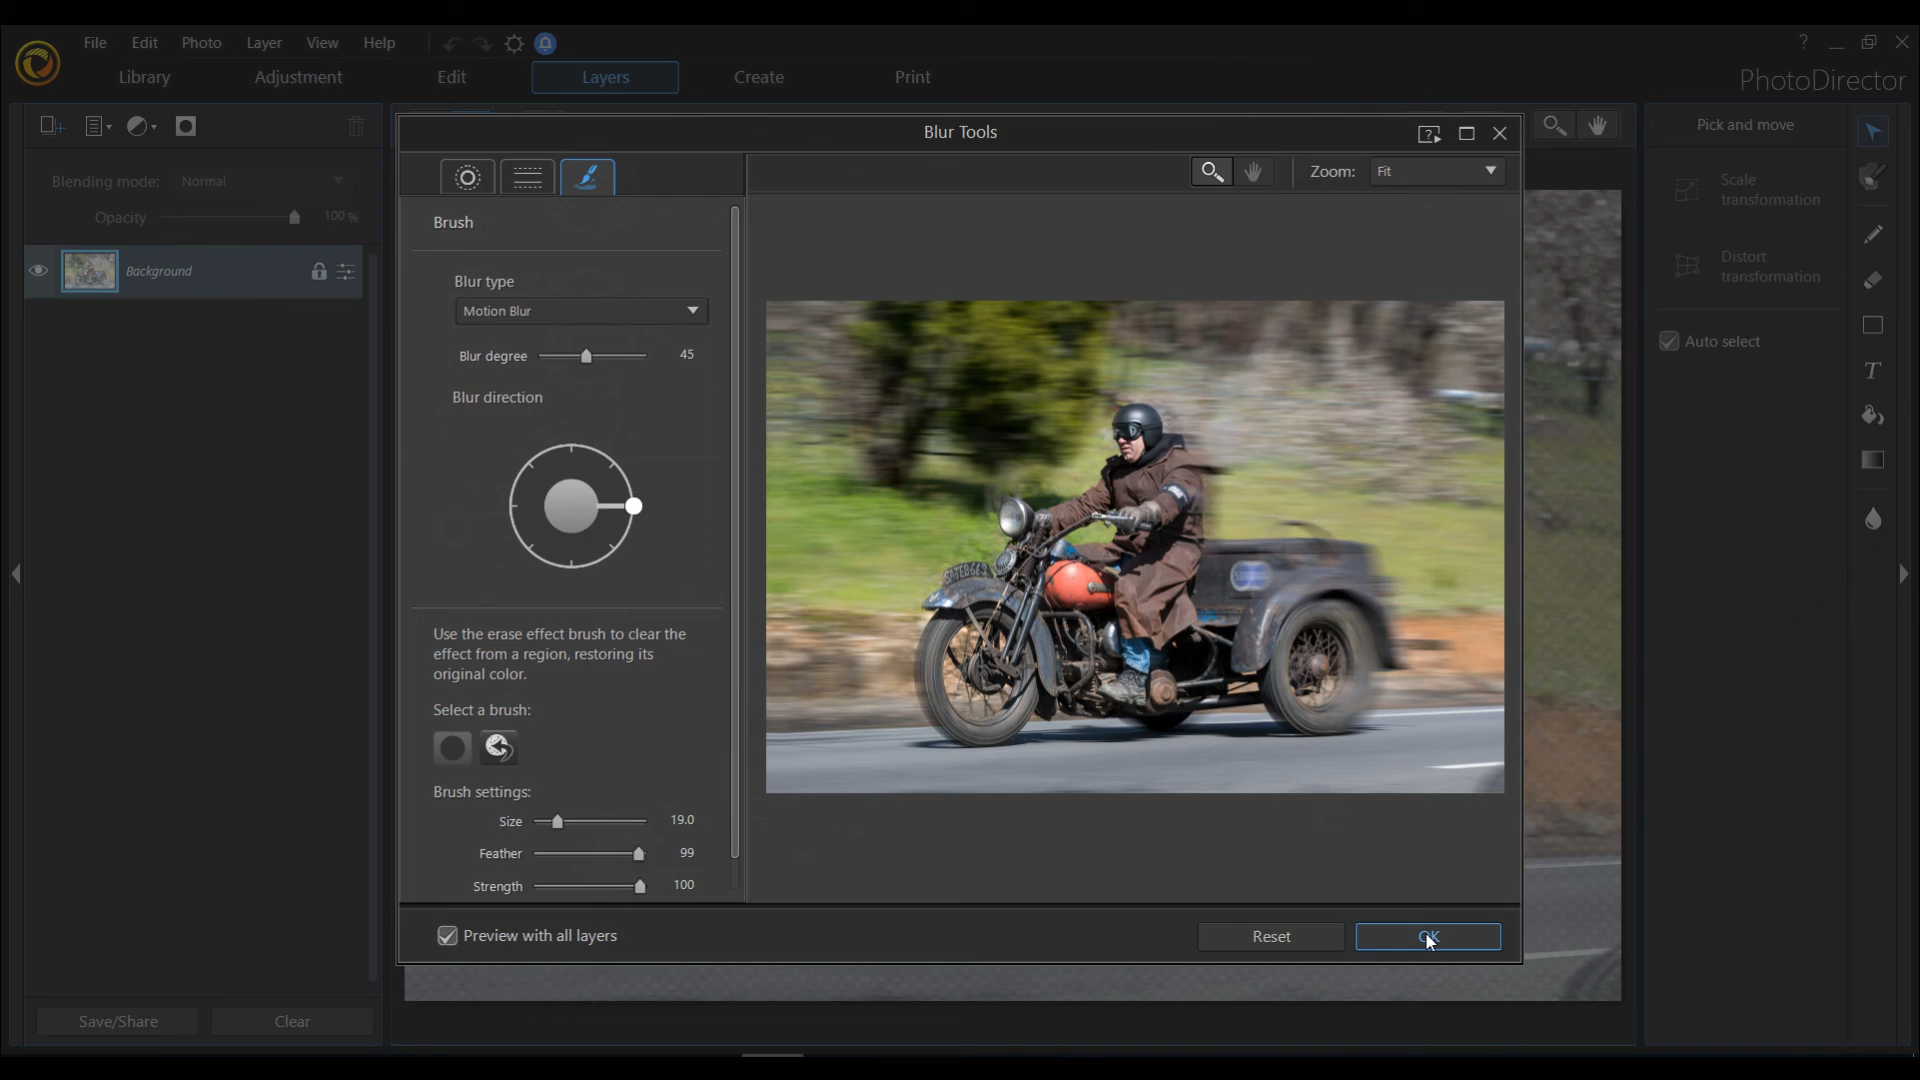 File Edit Photo Layer View Help
?
Library Adjustment Edit Layers Create Print
PhotoDirector
Blending mode: Normal
Opacity 100 %
Background
Save/Share Clear
Blur Tools
?
Zoom: Fit
Brush
Blur type
Motion Blur
Blur degree 45
Blur direction
Use the erase effect brush to clear the
effect from a region, restoring its
original color.
Select a brush:
Brush settings:
Size 19.0
Feather 99
Strength 100
Preview with all layers
Reset OK
Pick and move
Scale
transformation
Distort
transformation
Auto select
T